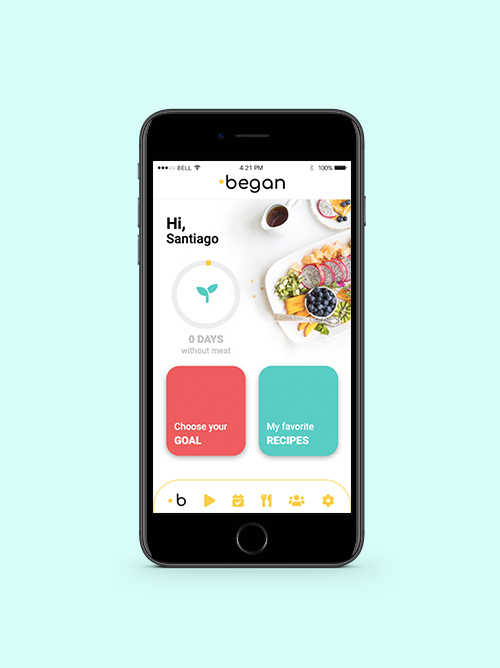 BELL 4:21 PM 100%
began
Hi,
Santiago
0 DAYS
without meat
Choose your
GOAL
My favorite
RECIPES
b